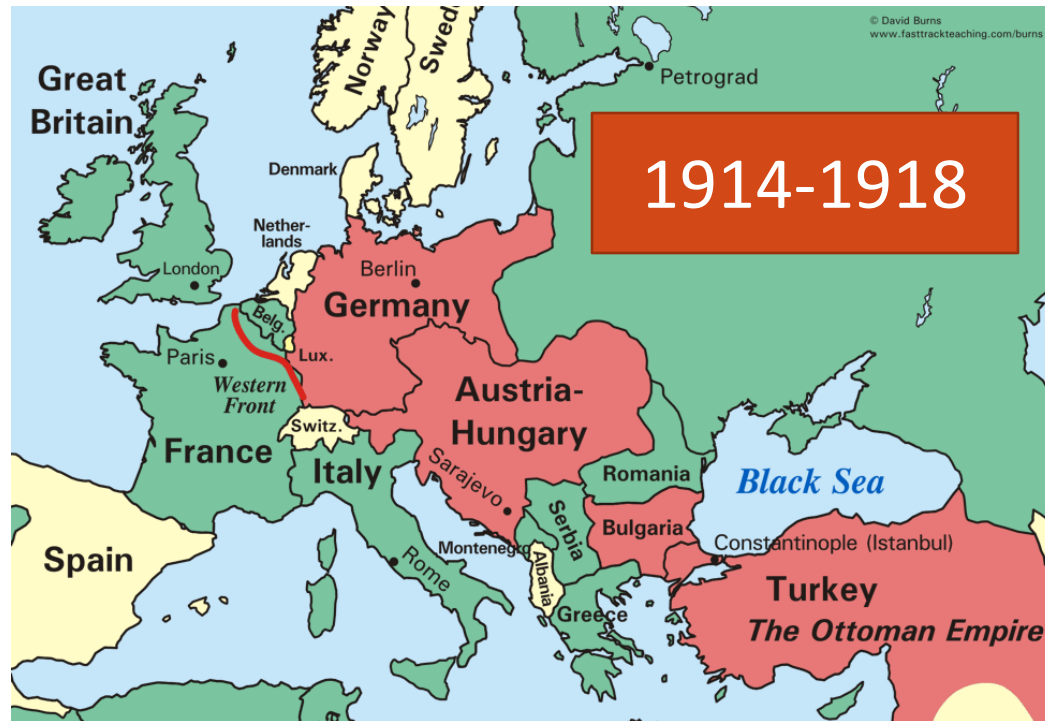 © David Burns
www.fasttrackteaching.com/burns
Norway
Swed
Petrograd
Great
Britain
1914-1918
Denmark
Nether-
lands
London
Berlin
Germany
Belg.
Lux.
Paris
Western
Front
Austria-
Hungary
Switz.
France
Italy
Sarajevo
Romania
Black Sea
Serbia
Bulgaria
Constantinople (Istanbul)
Montenegro
Spain
Rome
Albania
Greece
Turkey
The Ottoman Empire